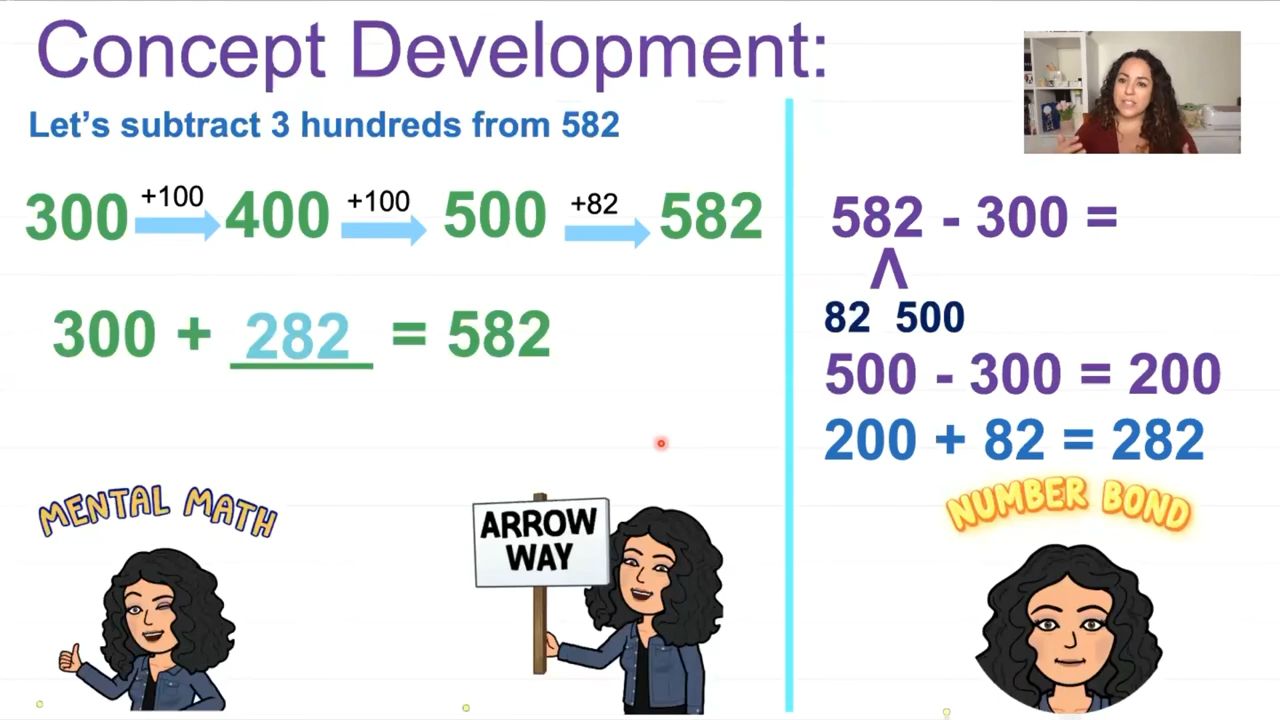 Concept Development:
Let's subtract 3 hundreds from 582
+100 +100 +82
300 400 500 582
300 + 282 = 582
MENTAL MATH
ARROW
WAY
582 - 300 =
82 500
500 - 300 = 200
200 + 82 = 282
NUMBER BOND